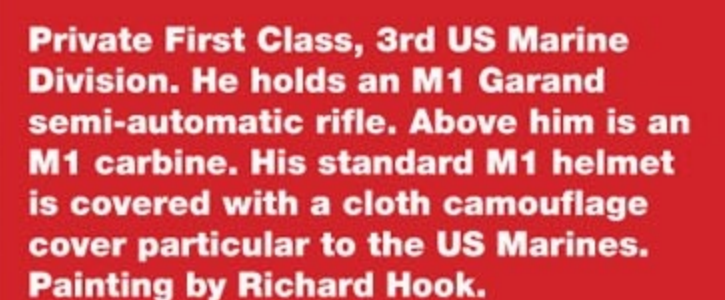 Private First Class, 3rd US Marine
Division. He holds an M1 Garand
semi-automatic rifle. Above him is an
M1 carbine. His standard M1 helmet
is covered with a cloth camouflage
cover particular to the US Marines.
Painting by Richard Hook.